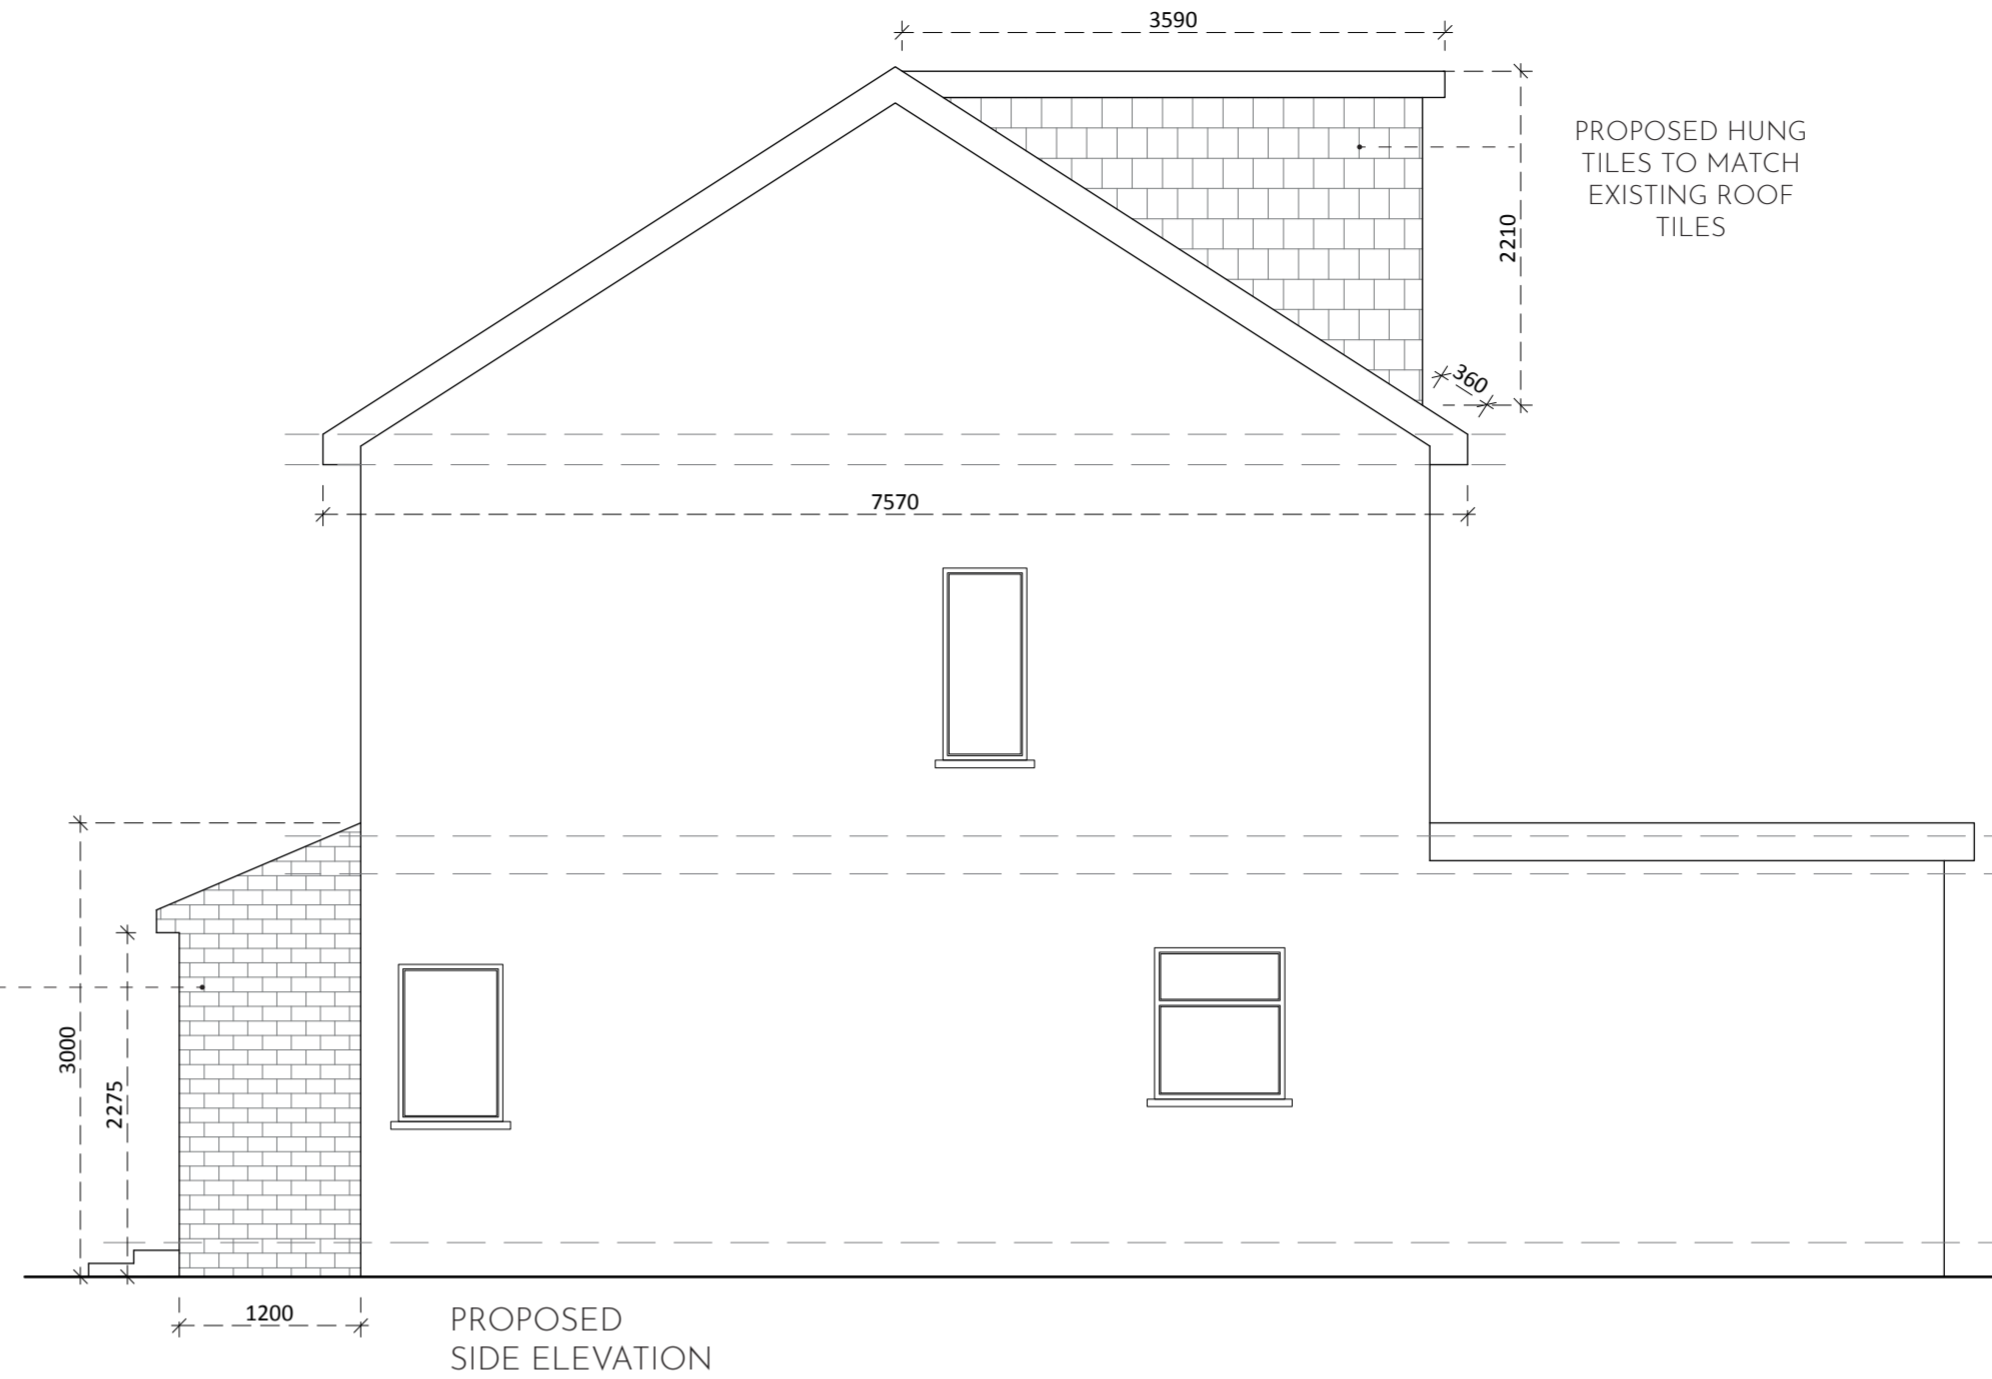 3590
PROPOSED HUNG
TILES TO MATCH
EXISTING ROOF
TILES
2210
360
7570
3000
2275
1200
PROPOSED
SIDE ELEVATION